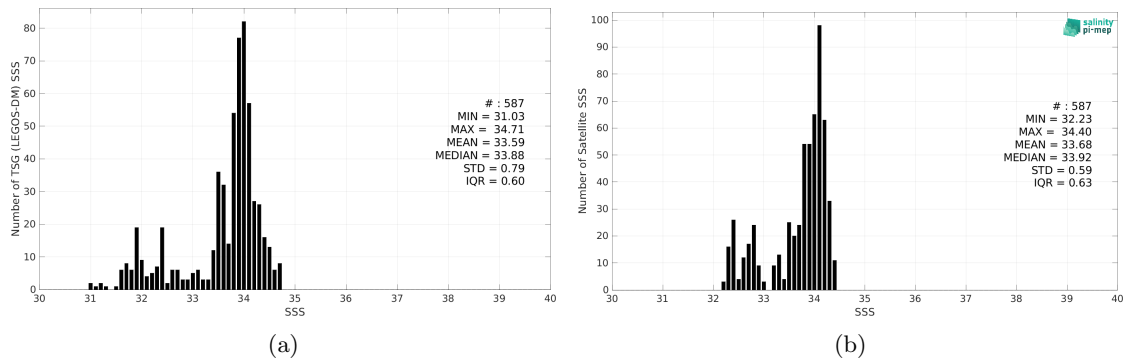 Number of TSG (LEGOS-DM) SSS
80
70
60
50
40
30
20
10
0
# : 587
MIN = 31.03
MAX = 34.71
MEAN = 33.59
MEDIAN = 33.88
STD = 0.79
IQR = 0.60
30 31 32 33 34 35 36 37 38 39 40
SSS
(a)
salinity
pi-mep
Number of Satellite SSS
100
90
80
70
60
50
40
30
20
10
0
# : 587
MIN = 32.23
MAX = 34.40
MEAN = 33.68
MEDIAN = 33.92
STD = 0.59
IQR = 0.63
30 31 32 33 34 35 36 37 38 39 40
SSS
(b)